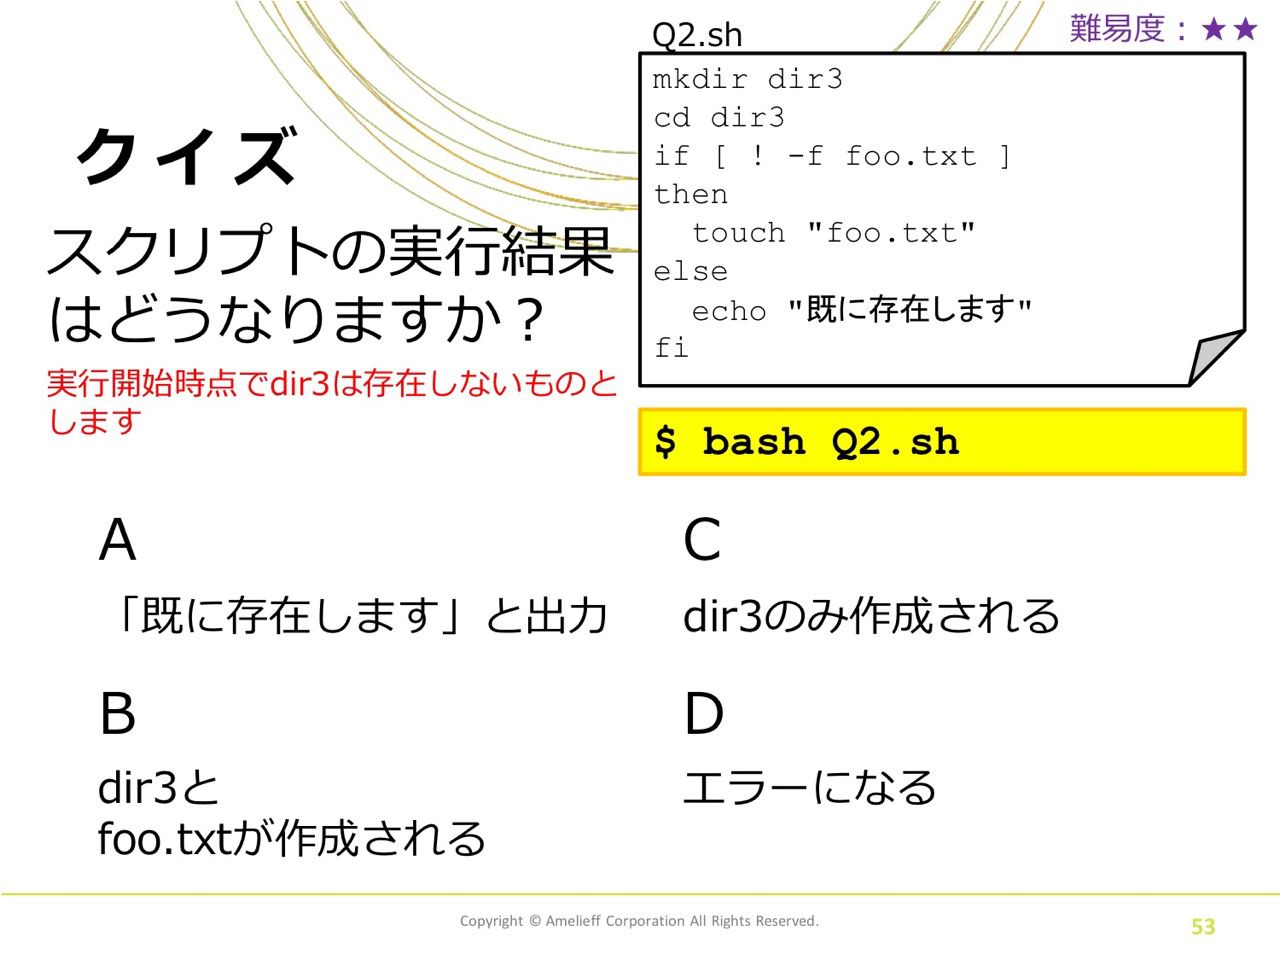 Q2.sh
難易度：★★
mkdir dir3
cd dir3
if [ ! -f foo.txt ]
then
  touch "foo.txt"
else
  echo "既に存在します"
fi
クイズ
スクリプトの実行結果
はどうなりますか？
実行開始時点でdir3は存在しないものと
します
$ bash Q2.sh
A
「既に存在します」と出力
B
dir3と
foo.txtが作成される
C
dir3のみ作成される
D
エラーになる
Copyright © Amelieff Corporation All Rights Reserved.
53